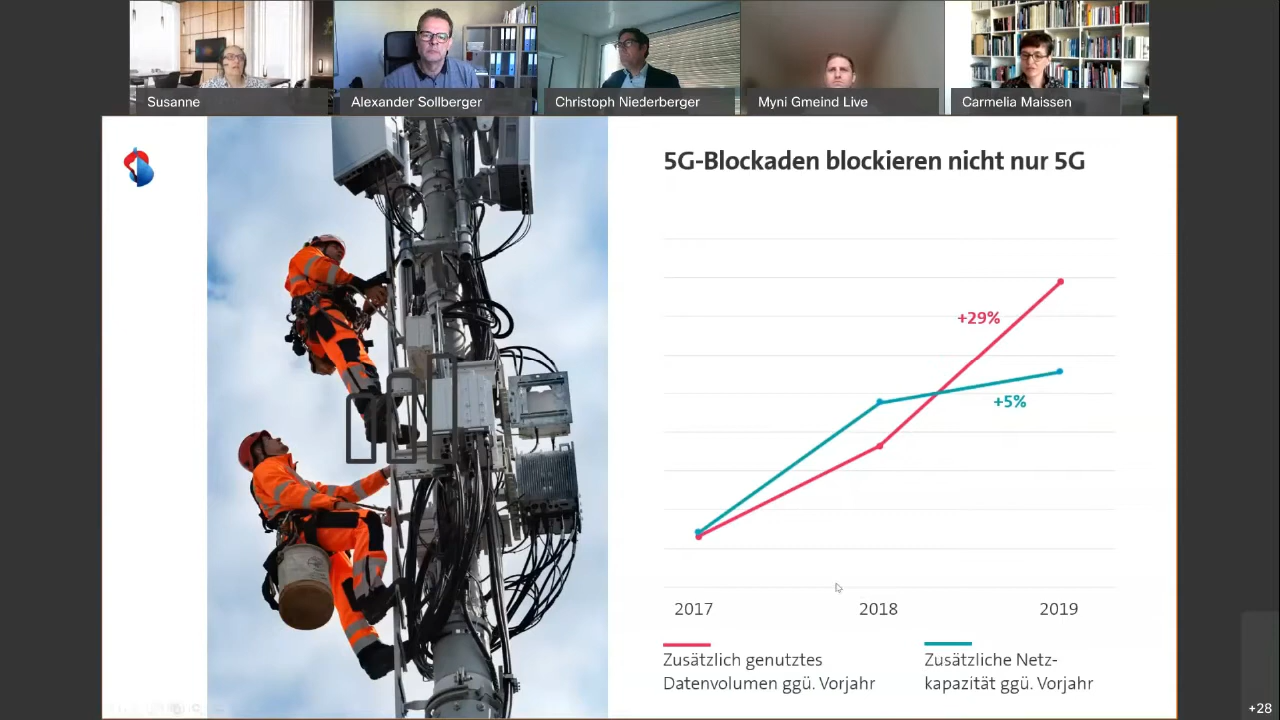 Susanne
Alexander Sollberger
Christoph Niederberger
Myni Gmeind Live
Carmelia Maissen
5G-Blockaden blockieren nicht nur 5G
+29%
+5%
2017
2018
2019
Zusätzlich genutztes
Datenvolumen ggü. Vorjahr
Zusätzliche Netz-
kapazität ggü. Vorjahr
+28